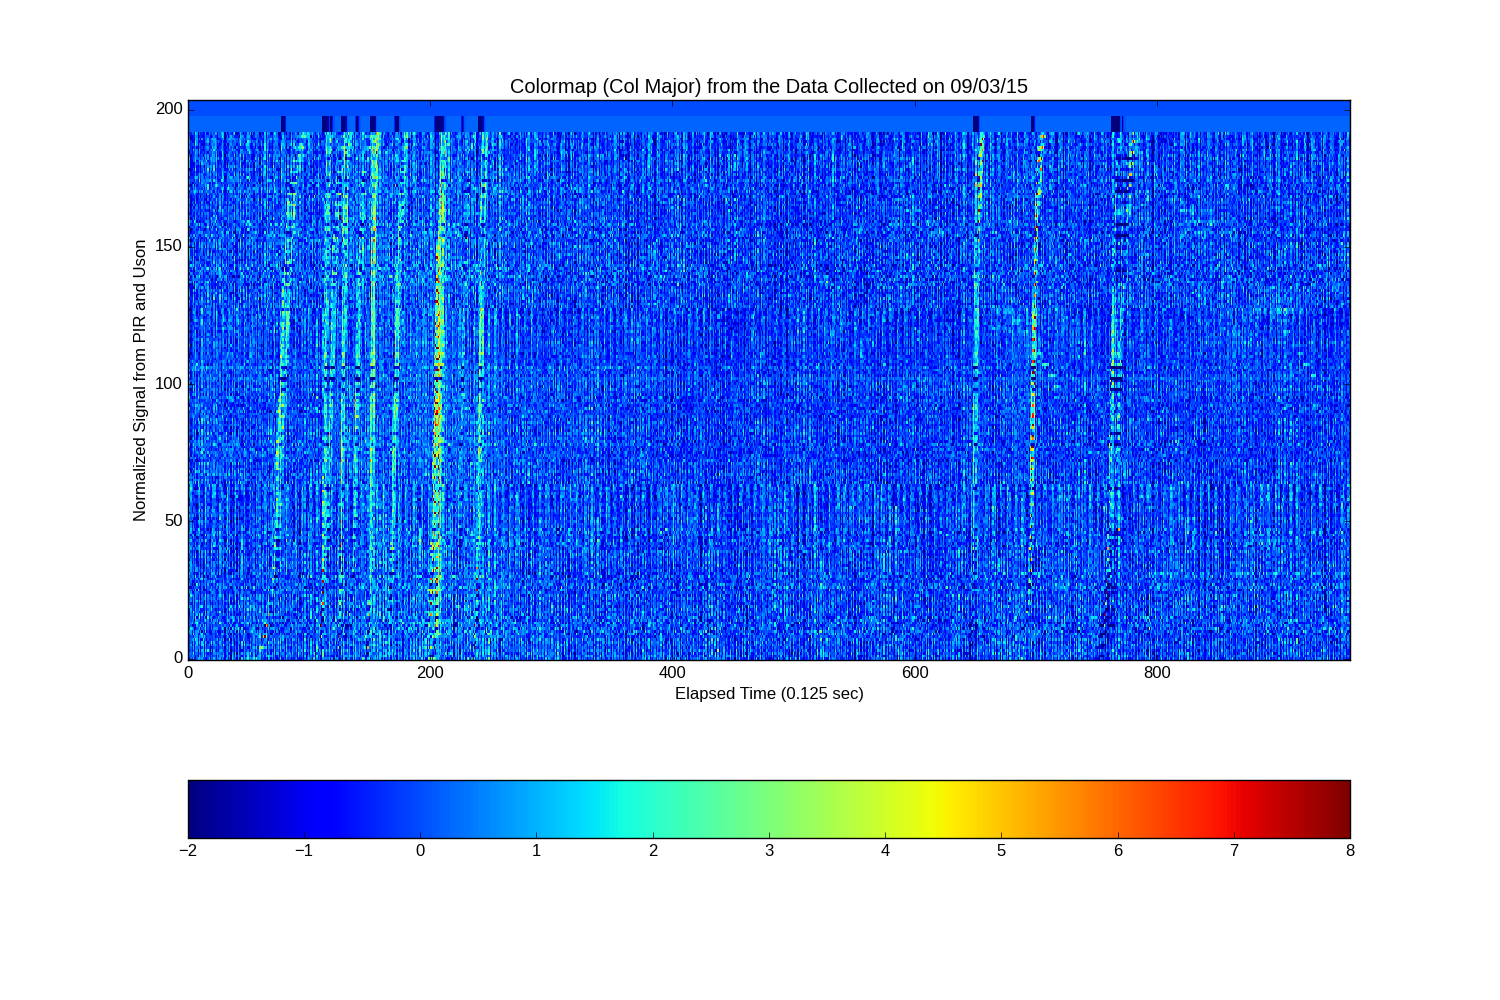 Colormap (Col Major) from the Data Collected on 09/03/15
Normalized Signal from PIR and Uson
200
150
100
50
0
0 200 400 600 800
Elapsed Time (0.125 sec)
−2 −1 0 1 2 3 4 5 6 7 8